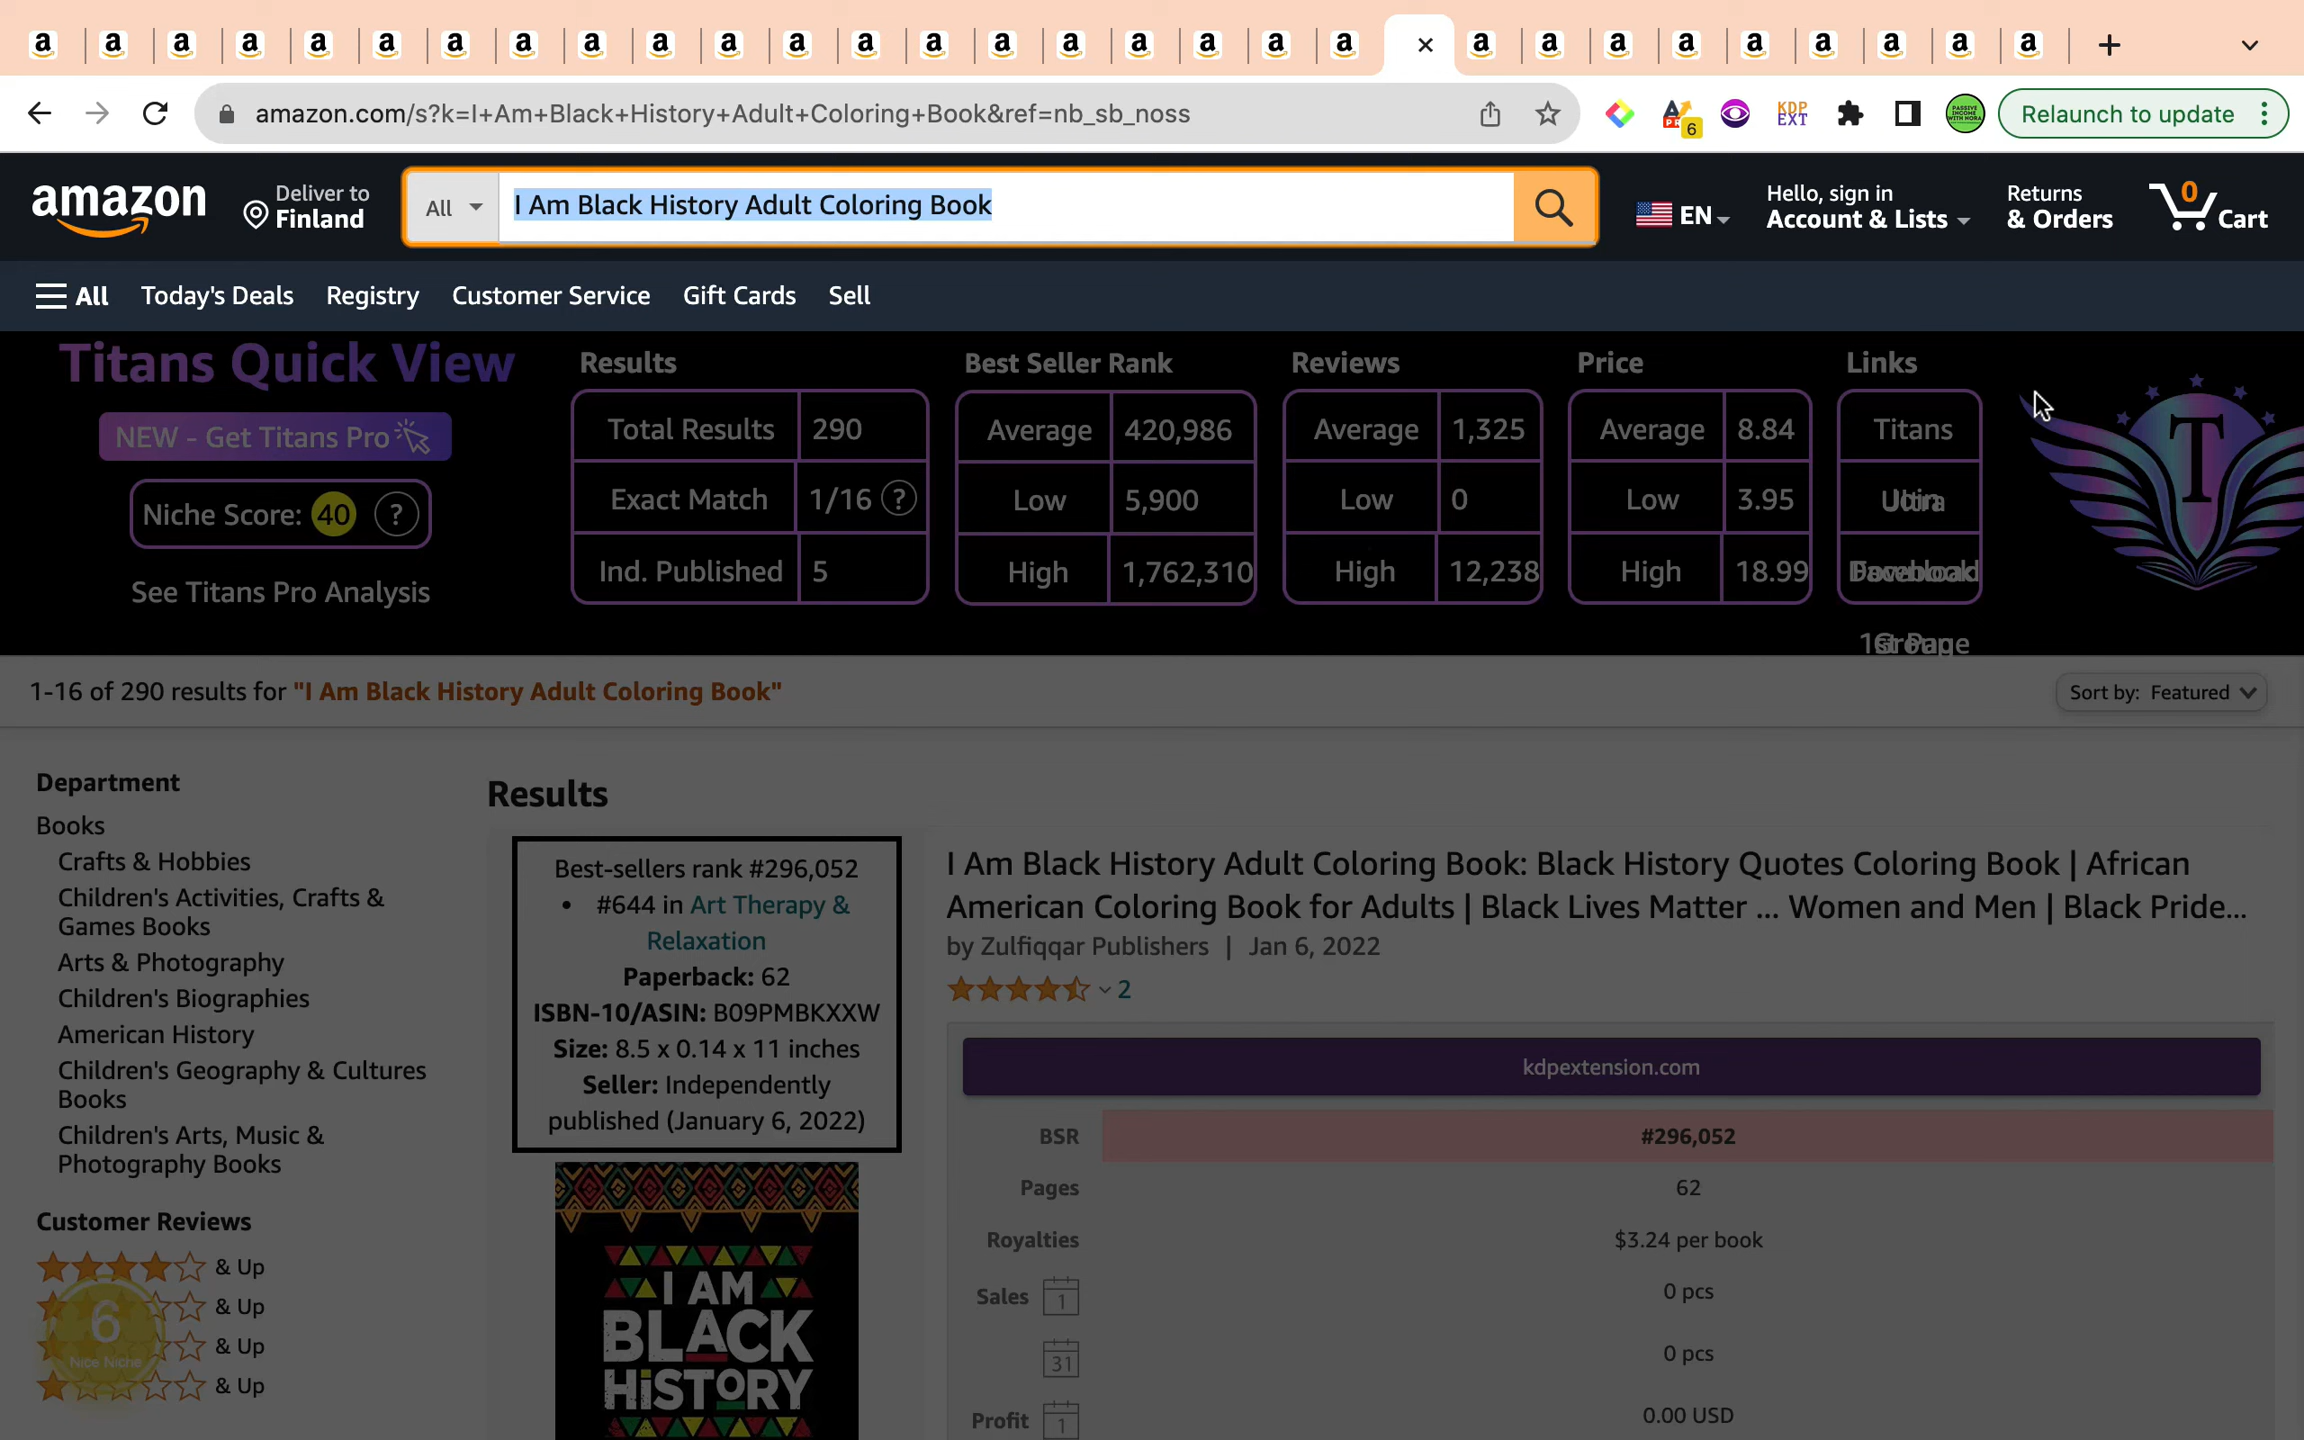 amazon.com/s?k=I+Am+Black+History+Adult+Coloring+Book&ref=nb_sb_noss
6
KDP
EXT
PASSIVE
INCOME
WITH NORA
Relaunch to update
amazon
Deliver to
Finland
All
I Am Black History Adult Coloring Book
EN
Hello, sign in
Account & Lists
Returns
& Orders
0
Cart
All
Today's Deals
Registry
Customer Service
Gift Cards
Sell
Titans Quick View
NEW - Get Titans Pro
Niche Score: 40 ?
See Titans Pro Analysis
Results
Total Results 290
Exact Match 1/16 ?
Ind. Published 5
Best Seller Rank
Average 420,986
Low 5,900
High 1,762,310
Reviews
Average 1,325
Low 0
High 12,238
Price
Average 8.84
Low 3.95
High 18.99
Links
Titans
T
1-16 of 290 results for "I Am Black History Adult Coloring Book"
Sort by: Featured
Department
Books
Crafts & Hobbies
Children's Activities, Crafts &
Games Books
Arts & Photography
Children's Biographies
American History
Children's Geography & Cultures
Books
Children's Arts, Music &
Photography Books
Customer Reviews
& Up
& Up
& Up
& Up
6
Nice Niche
Results
Best-sellers rank #296,052
• #644 in Art Therapy &
Relaxation
Paperback: 62
ISBN-10/ASIN: B09PMBKXXW
Size: 8.5 x 0.14 x 11 inches
Seller: Independently
published (January 6, 2022)
I AM
BLACK
HiSTORY
I Am Black History Adult Coloring Book: Black History Quotes Coloring Book | African
American Coloring Book for Adults | Black Lives Matter ... Women and Men | Black Pride...
by Zulfiqqar Publishers | Jan 6, 2022
2
kdpextension.com
BSR #296,052
Pages 62
Royalties $3.24 per book
Sales 1 0 pcs
31 0 pcs
Profit 1 0.00 USD